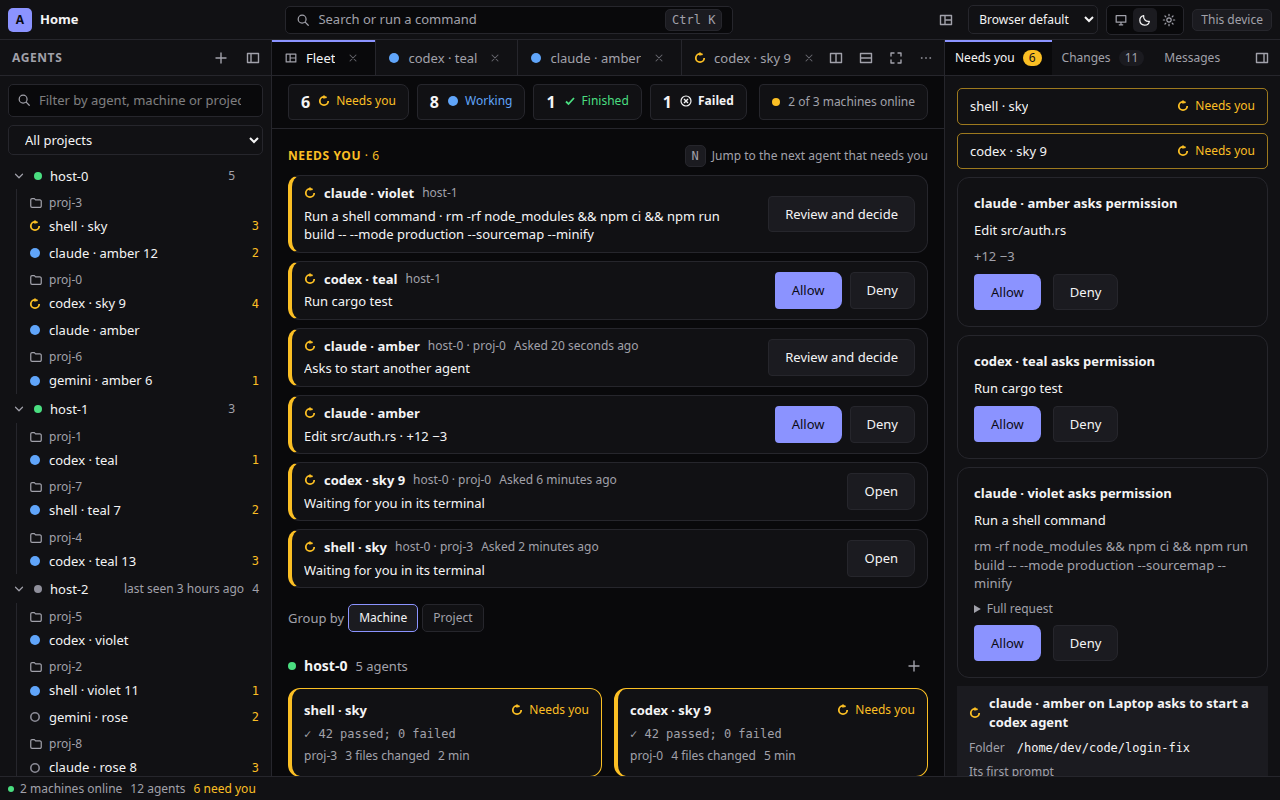 A Home
Search or run a command Ctrl K
Browser default
This device
AGENTS
Filter by agent, machine or projec
All projects
host-0 5
proj-3
shell · sky 3
claude · amber 12 2
proj-0
codex · sky 9 4
claude · amber
proj-6
gemini · amber 6 1
host-1 3
proj-1
codex · teal 1
proj-7
shell · teal 7 2
proj-4
codex · teal 13 3
host-2 last seen 3 hours ago 4
proj-5
codex · violet
proj-2
shell · violet 11 1
gemini · rose 2
proj-8
claude · rose 8 3
Fleet
codex · teal
claude · amber
codex · sky 9
6 Needs you
8 Working
1 Finished
1 Failed
2 of 3 machines online
NEEDS YOU · 6
N Jump to the next agent that needs you
claude · violet host-1
Run a shell command · rm -rf node_modules && npm ci && npm run
build -- --mode production --sourcemap --minify
Review and decide
codex · teal host-1
Run cargo test
Allow Deny
claude · amber host-0 · proj-0 Asked 20 seconds ago
Asks to start another agent
Review and decide
claude · amber
Edit src/auth.rs · +12 −3
Allow Deny
codex · sky 9 host-0 · proj-0 Asked 6 minutes ago
Waiting for you in its terminal
Open
shell · sky host-0 · proj-3 Asked 2 minutes ago
Waiting for you in its terminal
Open
Group by Machine Project
host-0 5 agents
shell · sky Needs you
✓ 42 passed; 0 failed
proj-3 3 files changed 2 min
codex · sky 9 Needs you
✓ 42 passed; 0 failed
proj-0 4 files changed 5 min
Needs you 6
Changes 11
Messages
shell · sky Needs you
codex · sky 9 Needs you
claude · amber asks permission
Edit src/auth.rs
+12 −3
Allow Deny
codex · teal asks permission
Run cargo test
Allow Deny
claude · violet asks permission
Run a shell command
rm -rf node_modules && npm ci && npm run
build -- --mode production --sourcemap --
minify
Full request
Allow Deny
claude · amber on Laptop asks to start a
codex agent
Folder /home/dev/code/login-fix
Its first prompt
2 machines online 12 agents 6 need you